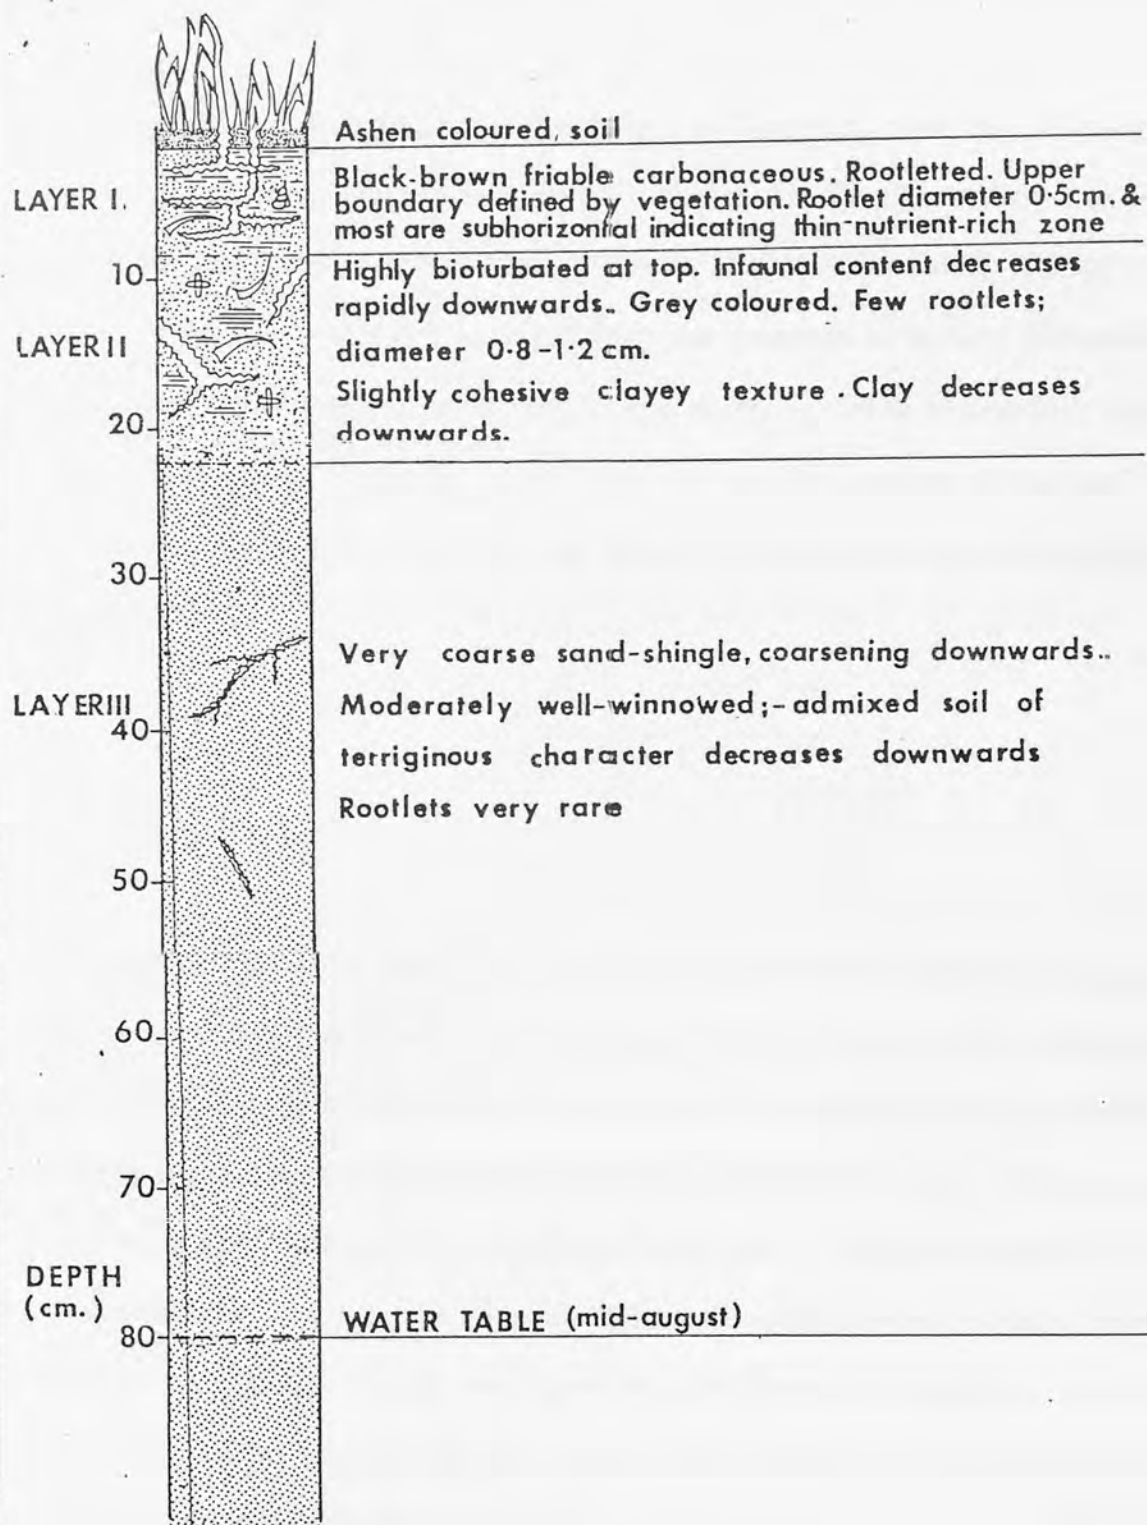 Ashen coloured, soil
LAYER I.
Black-brown friable carbonaceous. Rootletted. Upper
boundary defined by vegetation. Rootlet diameter 0·5cm. &
most are subhorizontal indicating thin-nutrient-rich zone
10
Highly bioturbated at top. Infaunal content decreases
rapidly downwards.. Grey coloured. Few rootlets;
LAYER II
diameter 0·8-1·2 cm.
Slightly cohesive clayey texture. Clay decreases
20
downwards.
30
Very coarse sand-shingle, coarsening downwards..
LAYER III
Moderately well-winnowed;- admixed soil of
40
terriginous character decreases downwards
Rootlets very rare
50
60
70
DEPTH
(cm.)
WATER TABLE (mid-august)
80